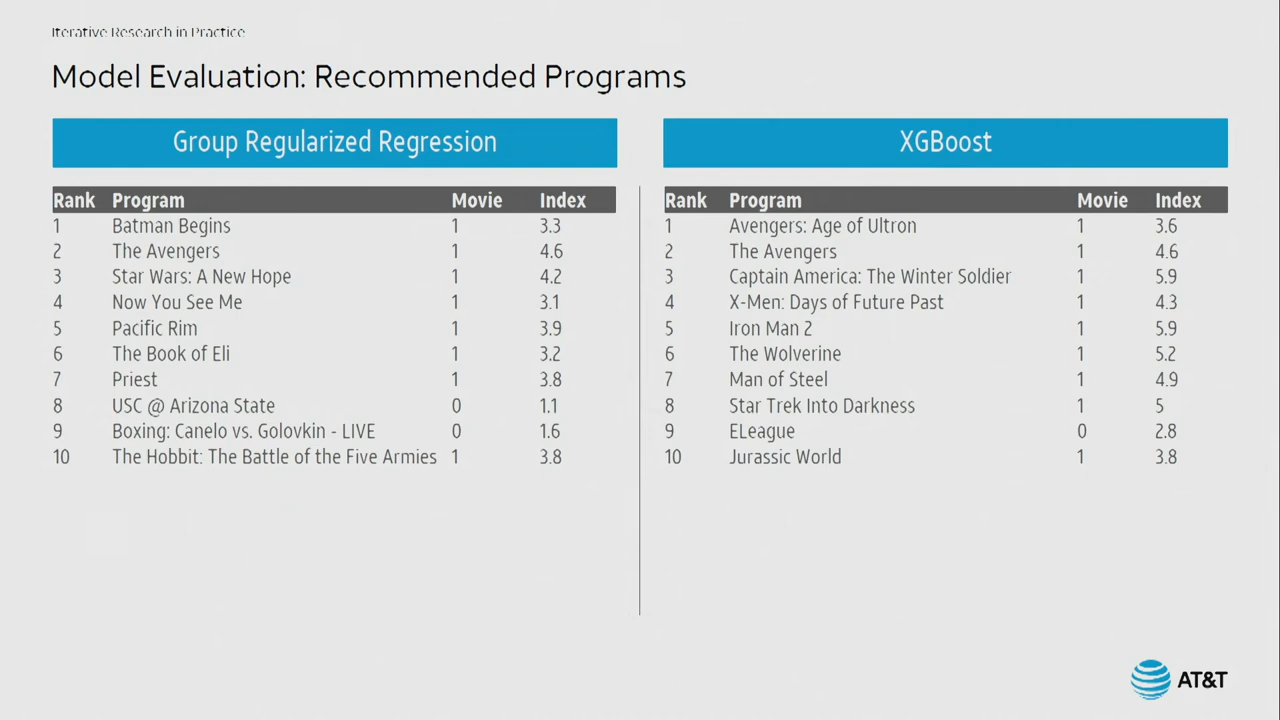 Iterative Research in Practice
Model Evaluation: Recommended Programs
Group Regularized Regression
Rank Program Movie Index
1 Batman Begins 1 3.3
2 The Avengers 1 4.6
3 Star Wars: A New Hope 1 4.2
4 Now You See Me 1 3.1
5 Pacific Rim 1 3.9
6 The Book of Eli 1 3.2
7 Priest 1 3.8
8 USC @ Arizona State 0 1.1
9 Boxing: Canelo vs. Golovkin - LIVE 0 1.6
10 The Hobbit: The Battle of the Five Armies 1 3.8
XGBoost
Rank Program Movie Index
1 Avengers: Age of Ultron 1 3.6
2 The Avengers 1 4.6
3 Captain America: The Winter Soldier 1 5.9
4 X-Men: Days of Future Past 1 4.3
5 Iron Man 2 1 5.9
6 The Wolverine 1 5.2
7 Man of Steel 1 4.9
8 Star Trek Into Darkness 1 5
9 ELeague 0 2.8
10 Jurassic World 1 3.8
AT&T